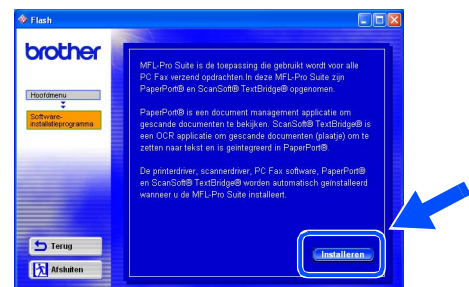 Flash
brother
MFL-Pro Suite is de toepassing die gebruikt wordt voor alle
PC Fax verzend opdrachten.In deze MFL-Pro Suite zijn
PaperPort® en ScanSoft® TextBridge® opgenomen.
Hoofdmenu
Software-
installatieprogramma
PaperPort® is een document management applicatie om
gescande documenten te bekijken. ScanSoft® TextBridge® is
een OCR applicatie om gescande documenten (plaatje) om te
zetten naar tekst en is geintegreerd in PaperPort®.
De printerdriver, scannerdriver, PC Fax software, PaperPort®
en ScanSoft® TextBridge® worden automatisch geïnstalleerd
wanneer u de MFL-Pro Suite installeert.
Terug
Afsluiten
Installeren